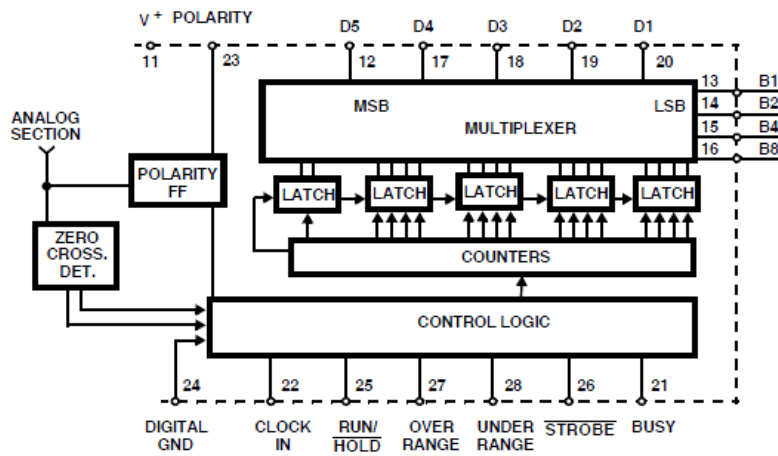 V+ POLARITY D5 D4 D3 D2 D1
11 23 12 17 18 19 20
13 B1
MSB LSB 14 B2
MULTIPLEXER 15 B4
16 B8
ANALOG
SECTION
POLARITY
FF
LATCH LATCH LATCH LATCH LATCH
ZERO
CROSS.
DET.
COUNTERS
CONTROL LOGIC
24 22 25 27 28 26 21
DIGITAL
GND
CLOCK
IN
RUN/
HOLD
OVER
RANGE
UNDER
RANGE
STROBE
BUSY